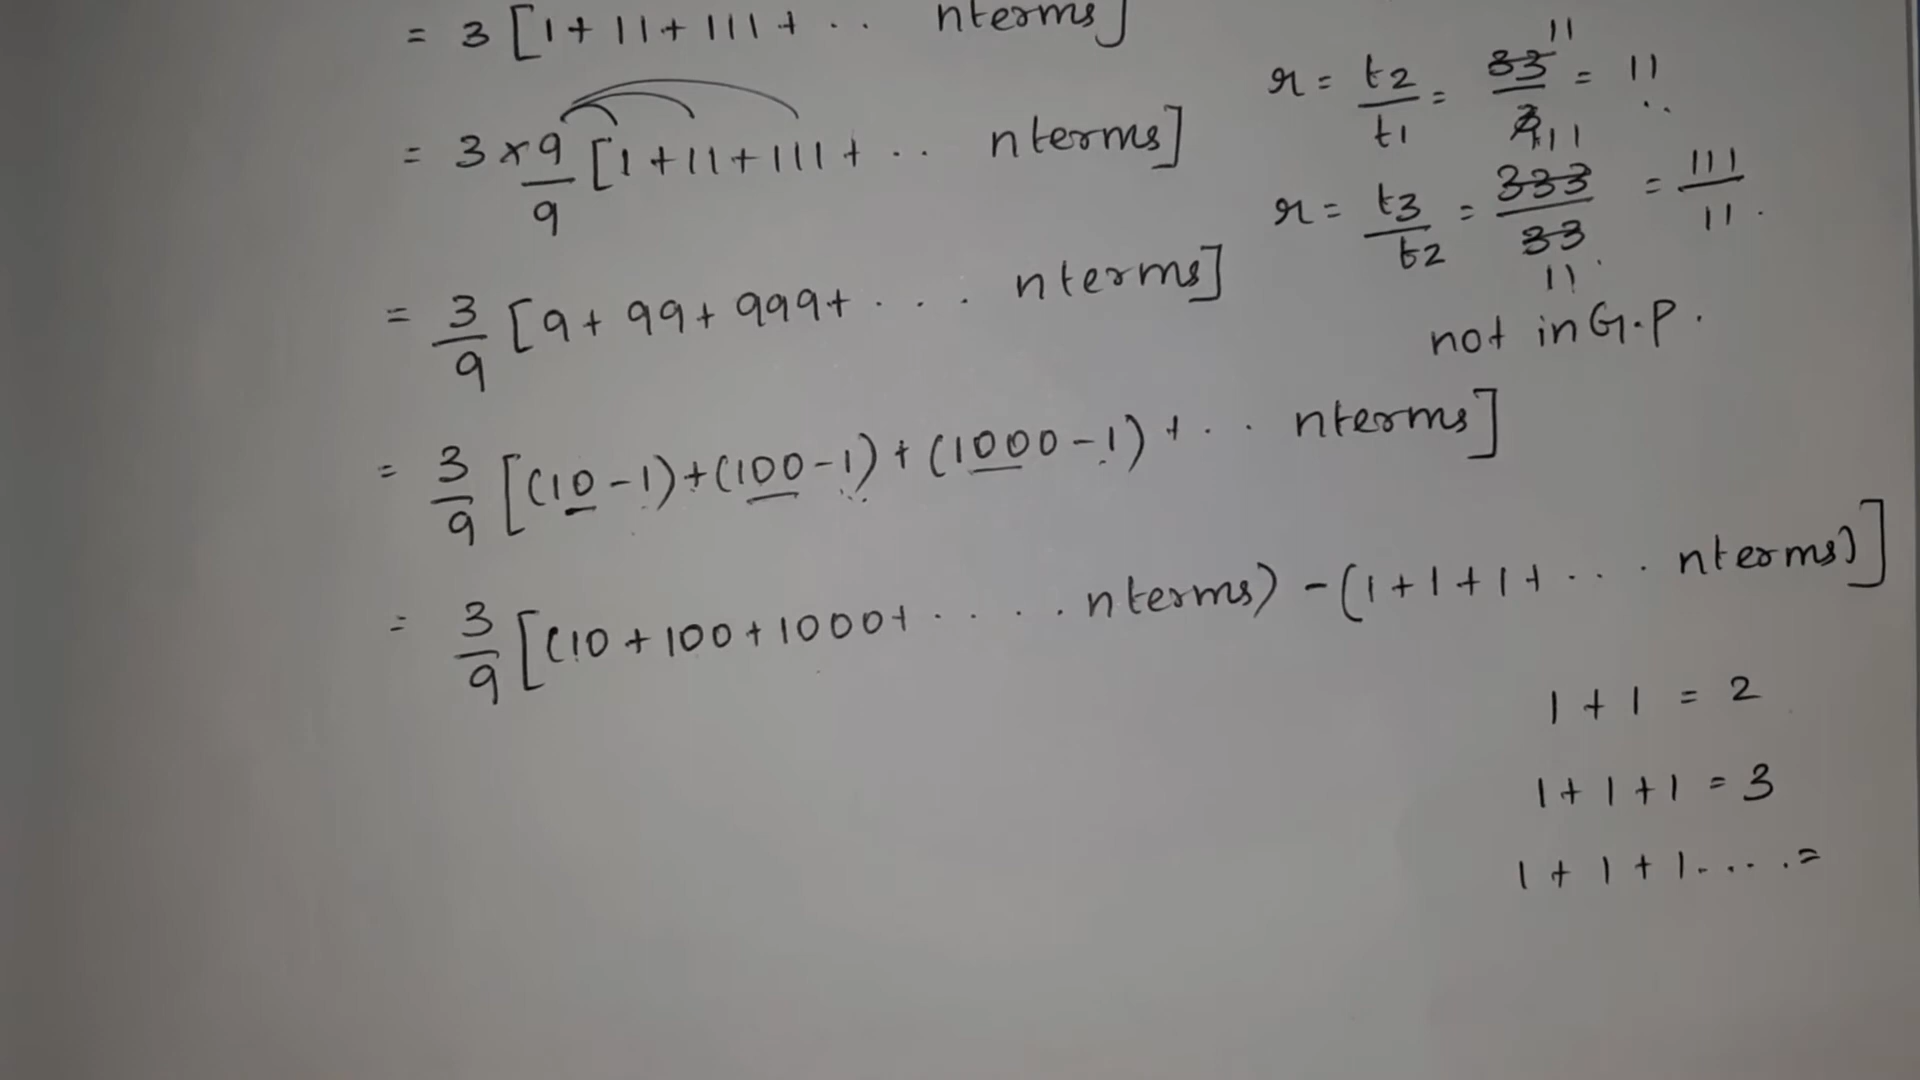 = 3 [1 + 11 + 111 + .. nterms]
= 3 × 9/9 [1 + 11 + 111 + .. nterms]
= 3/9 [9 + 99 + 999 + ... nterms]
= 3/9 [(10 - 1) + (100 - 1) + (1000 - 1) + .. nterms]
= 3/9 [(10 + 100 + 1000 + .... nterms) - (1 + 1 + 1 + ... nterms)]
r = t2/t1 = 33/3 = 11
11
r = t3/t2 = 333/33 = 111/11.
111
11
not in G.P.
1 + 1 = 2
1 + 1 + 1 = 3
1 + 1 + 1.... =